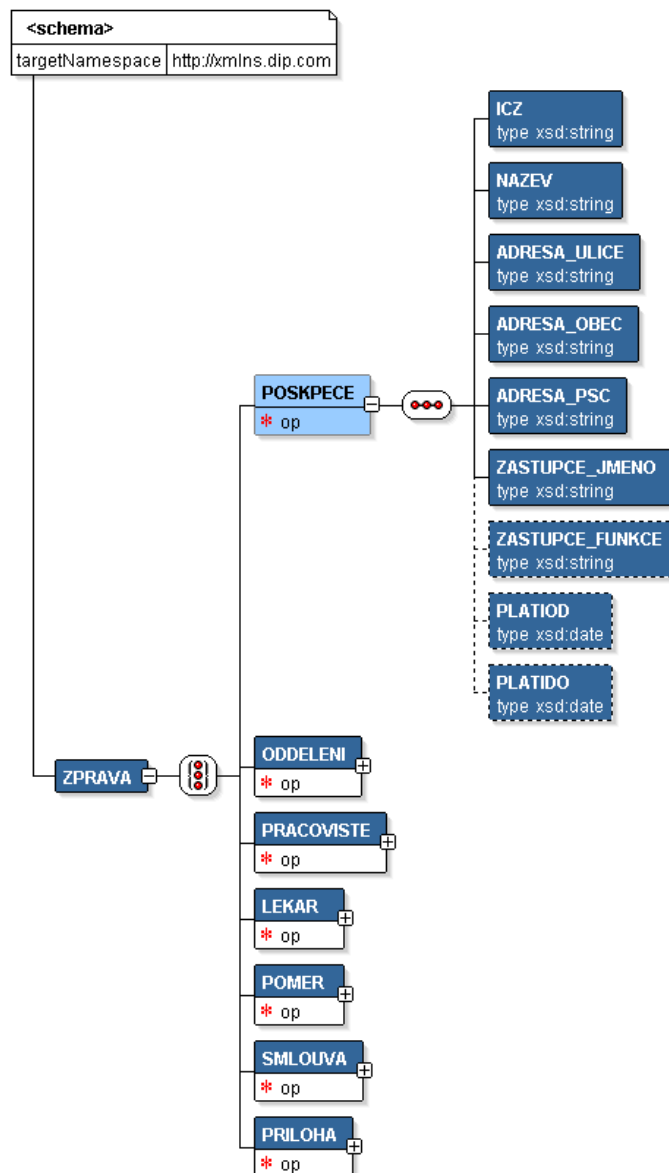 <schema>
targetNamespace http://xmlns.dip.com
ICZ
type xsd:string
NAZEV
type xsd:string
ADRESA_ULICE
type xsd:string
ADRESA_OBEC
type xsd:string
POSKPECE
* op
ADRESA_PSC
type xsd:string
ZASTUPCE_JMENO
type xsd:string
ZASTUPCE_FUNKCE
type xsd:string
PLATIOD
type xsd:date
PLATIDO
type xsd:date
ZPRAVA
ODDELENI
* op
PRACOVISTE
* op
LEKAR
* op
POMER
* op
SMLOUVA
* op
PRILOHA
* op